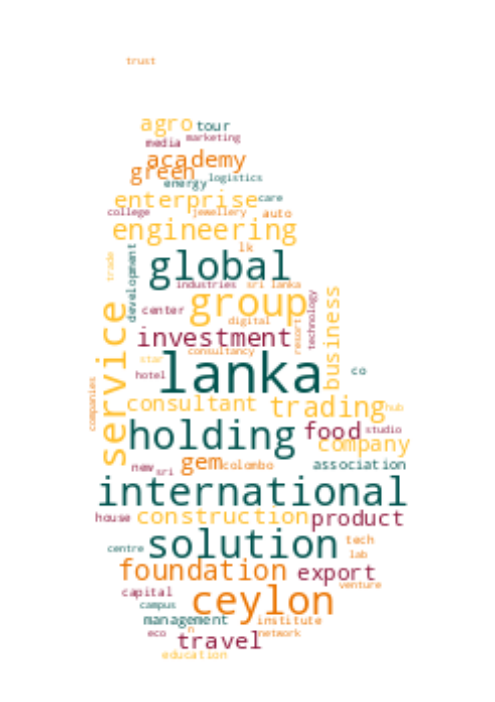 trust
agro tour
media marketing
academy
green
energy logistics
enterprise care
college jewellery auto
engineering
lk
development
trade
global
industries sri lanka
group
center
digital
technology
resort
business
service
investment
consultancy
star
lanka
hotel
co
companies
consultant trading hub
holding food studio
company
new sri gem colombo association
international
house construction product
centre solution tech
lab
foundation export
venture
capital
campus ceylon
management institute
eco n network
travel
education